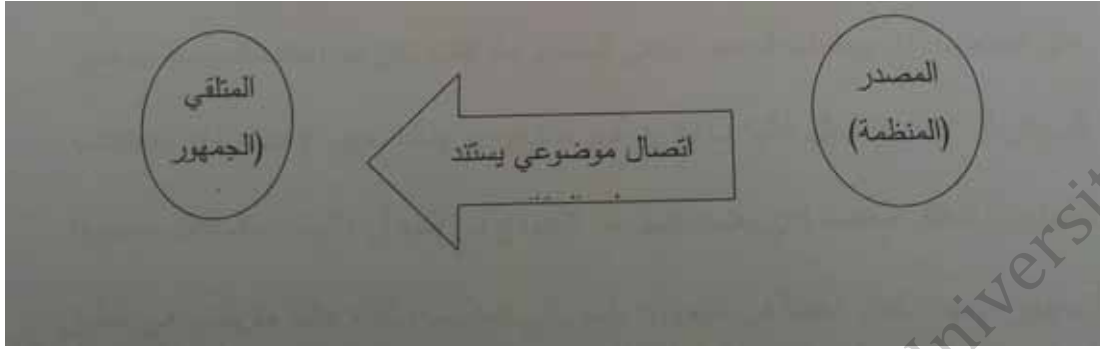 المصدر
(المنظمة)
اتصال موضوعي يستند
المتلقي
(الجمهور